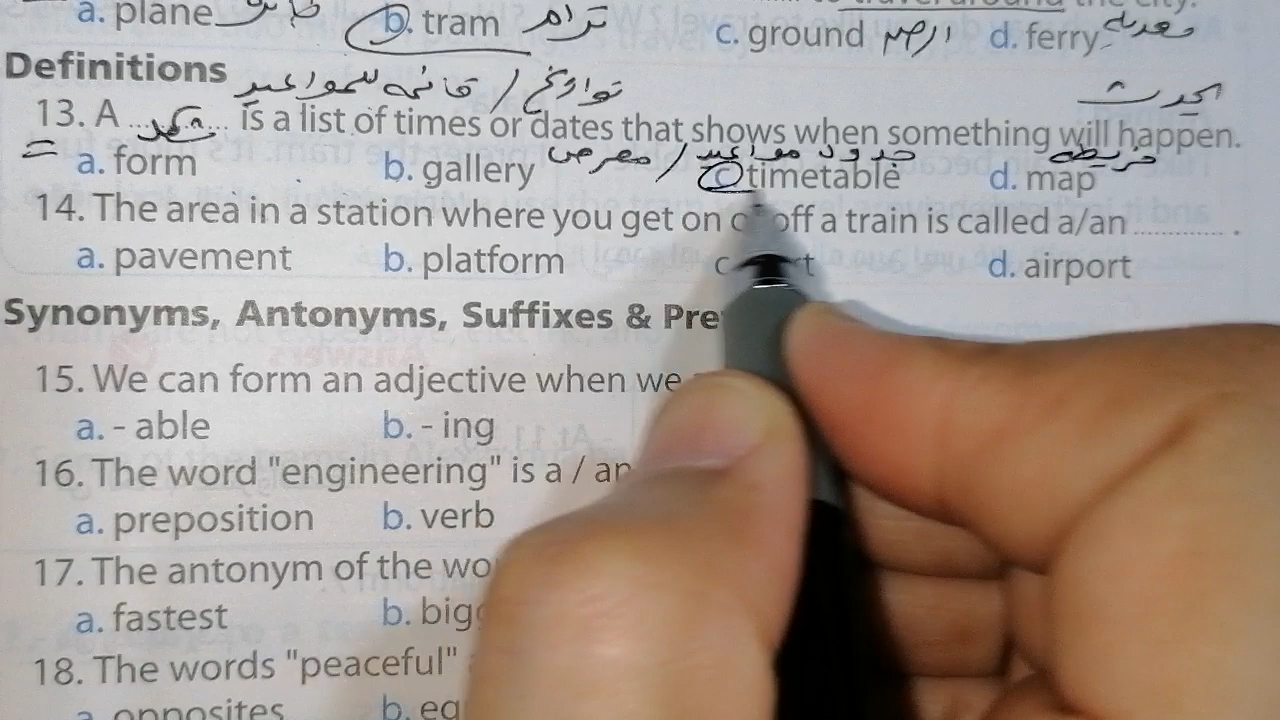 a. plane b. tram ترام c. ground ارض d. ferry معدية
Definitions
تواريخ / قائمة للمواعيد
13. A ............ is a list of times or dates that shows when something will happen.
a. form b. gallery معرض / c timetable جدول مواعيد d. map خريطة
14. The area in a station where you get on or off a train is called a/an ............ .
a. pavement b. platform d. airport
Synonyms, Antonyms, Suffixes & Pre
15. We can form an adjective when we
a. - able b. - ing
16. The word "engineering" is a / an
a. preposition b. verb
17. The antonym of the wo
a. fastest b. big
18. The words "peaceful"
a. opposites b. eq